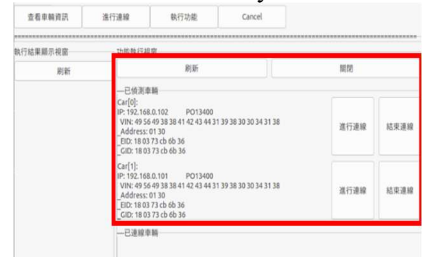 查看車輛資訊 進行連線 執行功能 Cancel
執行結果顯示視窗 功能執行視窗
刷新 刷新 關閉
已偵測車輛
Car[0]:
IP: 192.168.0.102 PO13400
VIN: 49 56 49 38 38 41 42 43 44 31 39 38 30 30 34 31 38
_Address: 01 30
_EID: 18 03 73 cb 6b 36
_GID: 18 03 73 cb 6b 36
進行連線 結束連線
Car[1]:
IP: 192.168.0.101 PO13400
VIN: 49 56 49 38 38 41 42 43 44 31 39 38 30 30 34 31 38
_Address: 01 30
_EID: 18 03 73 cb 6b 36
_GID: 18 03 73 cb 6b 36
進行連線 結束連線
已連線車輛